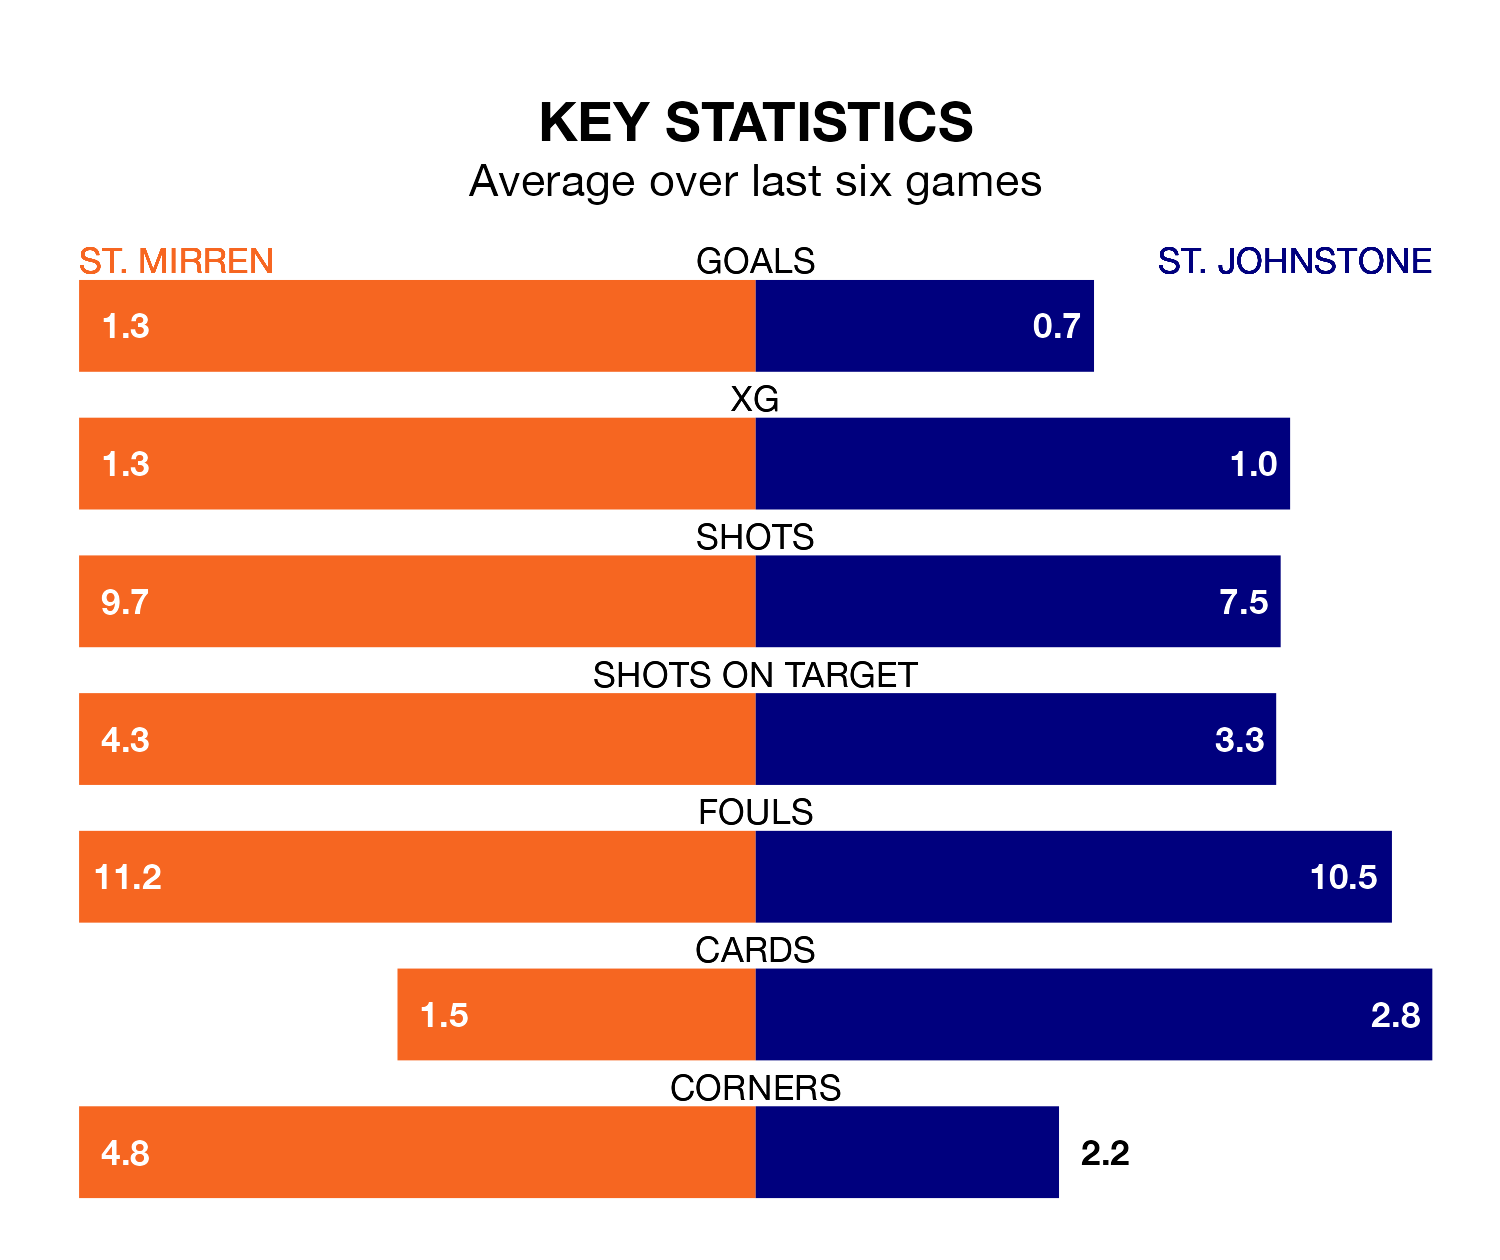 KEY STATISTICS
Average over last six games
ST. MIRREN GOALS ST. JOHNSTONE
1.3 0.7
XG
1.3 1.0
SHOTS
9.7 7.5
SHOTS ON TARGET
4.3 3.3
FOULS
11.2 10.5
CARDS
1.5 2.8
CORNERS
4.8 2.2